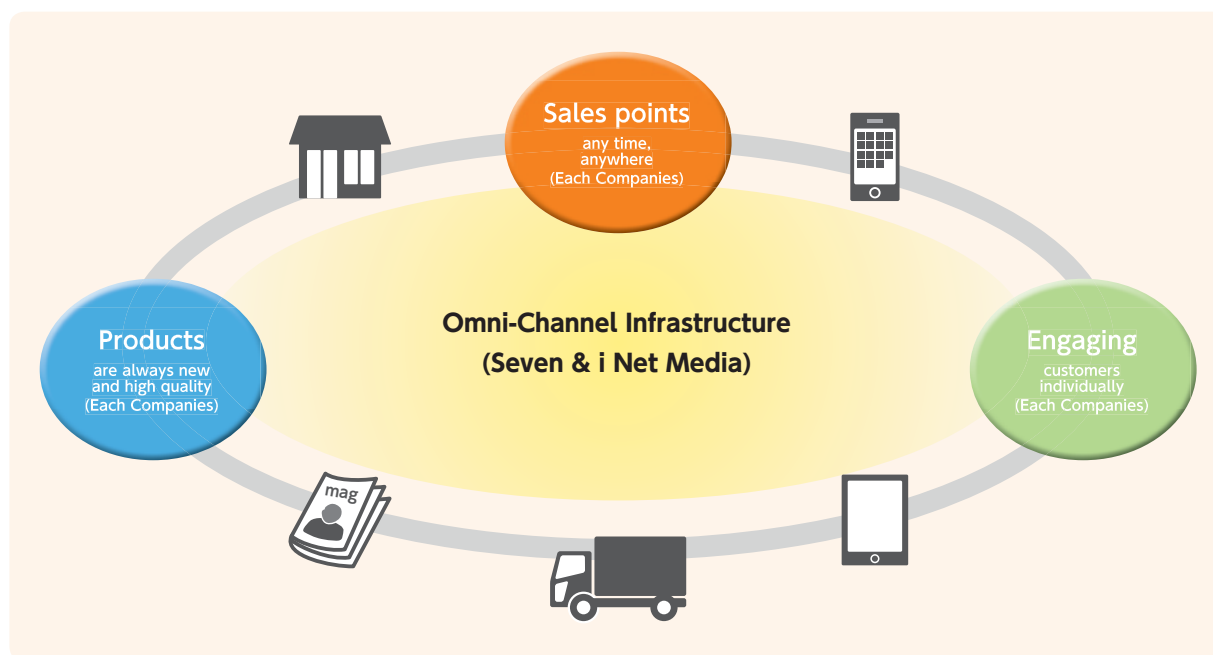 Sales points
any time,
anywhere
(Each Companies)
Omni-Channel Infrastructure
(Seven & i Net Media)
Products
are always new
and high quality
(Each Companies)
Engaging
customers
individually
(Each Companies)
mag